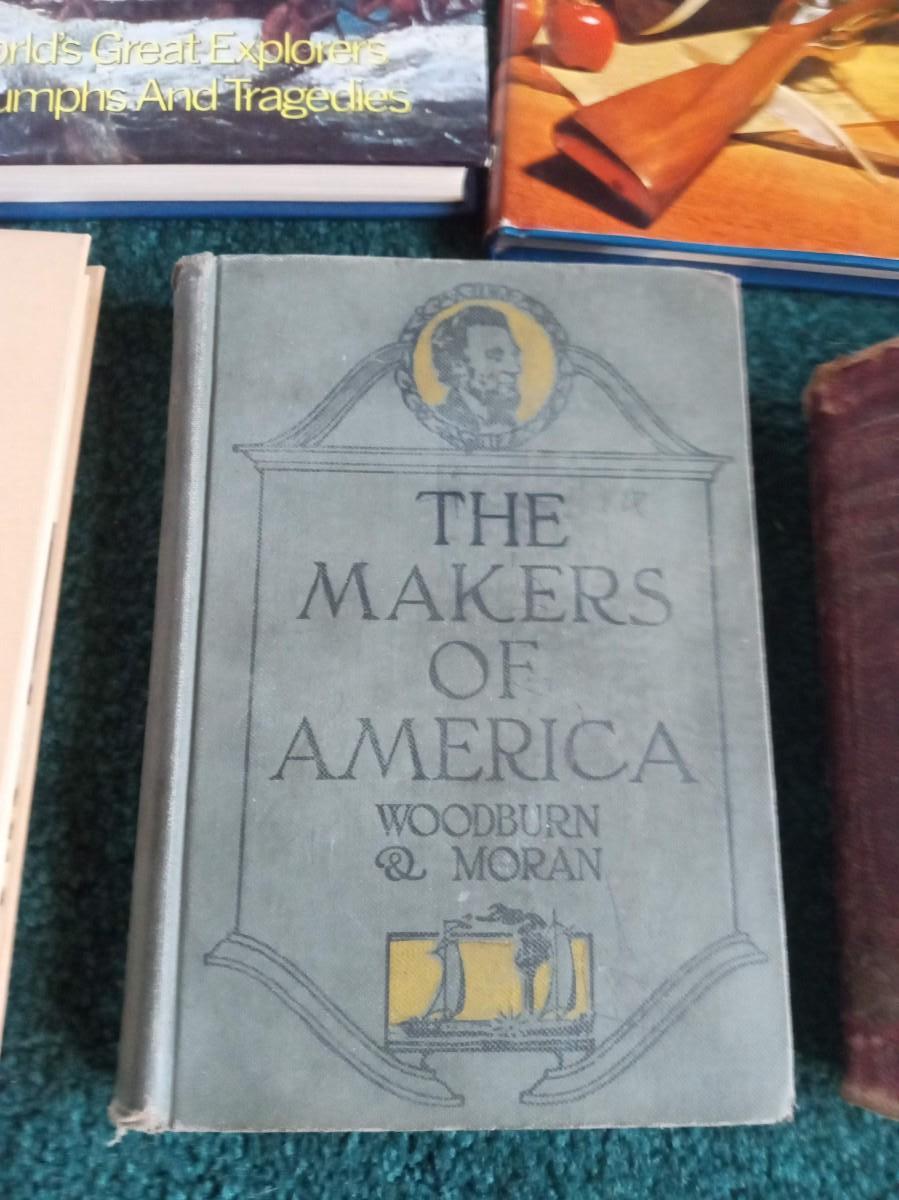 orld's Great Explorers
umphs And Tragedies
THE
MAKERS
OF
AMERICA
WOODBURN
& MORAN